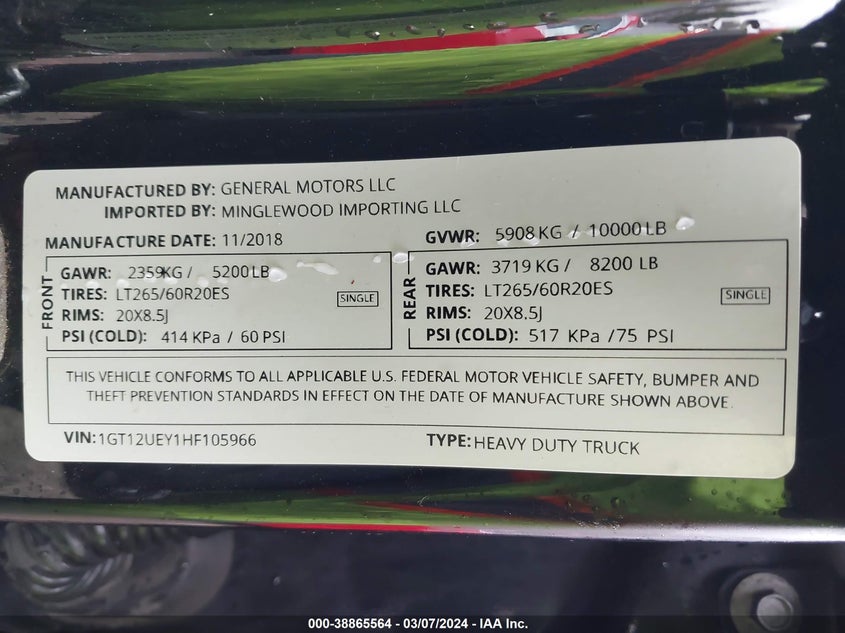 MANUFACTURED BY: GENERAL MOTORS LLC
IMPORTED BY: MINGLEWOOD IMPORTING LLC
MANUFACTURE DATE: 11/2018
GVWR: 5908 KG / 10000 LB
FRONT
GAWR: 2359KG / 5200 LB
TIRES: LT265/60R20ES
SINGLE
RIMS: 20X8.5J
PSI (COLD): 414 KPa / 60 PSI
REAR
GAWR: 3719 KG / 8200 LB
TIRES: LT265/60R20ES
SINGLE
RIMS: 20X8.5J
PSI (COLD): 517 KPa /75 PSI
THIS VEHICLE CONFORMS TO ALL APPLICABLE U.S. FEDERAL MOTOR VEHICLE SAFETY, BUMPER AND
THEFT PREVENTION STANDARDS IN EFFECT ON THE DATE OF MANUFACTURE SHOWN ABOVE.
VIN: 1GT12UEY1HF105966
TYPE: HEAVY DUTY TRUCK
000-38865564 — 03/07/2024 — IAA Inc.